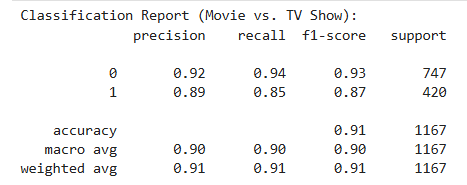 Classification Report (Movie vs. TV Show):
precision recall f1-score support
0 0.92 0.94 0.93 747
1 0.89 0.85 0.87 420
accuracy 0.91 1167
macro avg 0.90 0.90 0.90 1167
weighted avg 0.91 0.91 0.91 1167